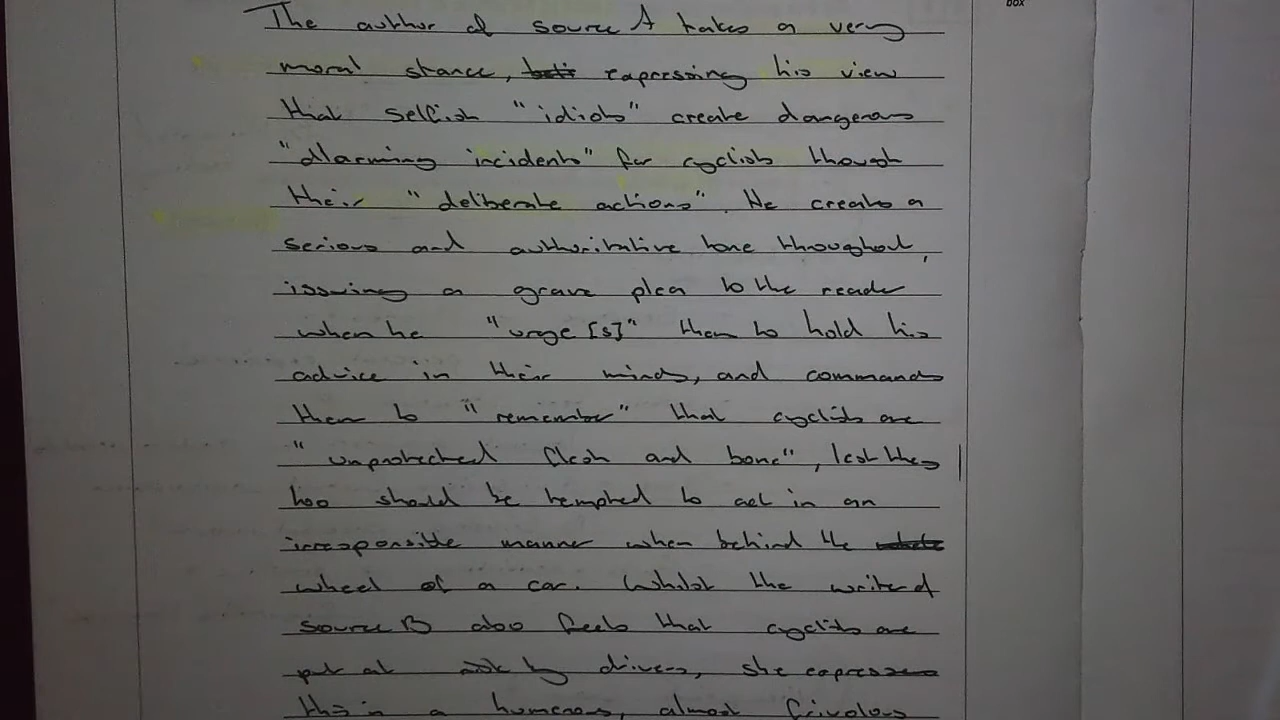 box
The author of source A takes a very
moral stance, expressing his view
that selfish "idiots" create dangerous
"alarming incidents" for cyclists though
their "deliberate actions". He creates a
serious and authoritative tone throughout,
issuing a grave plea to the reader
when he "urge[s]" them to hold his
advice in their minds, and commands
them to "remember" that cyclists are
"unprotected flesh and bone", lest they
too should be tempted to act in an
irresponsible manner when behind the
wheel of a car. Whilst the writer of
source B also feels that cyclists are
put at risk by drivers, she expresses
this in a humerous, almost frivolous